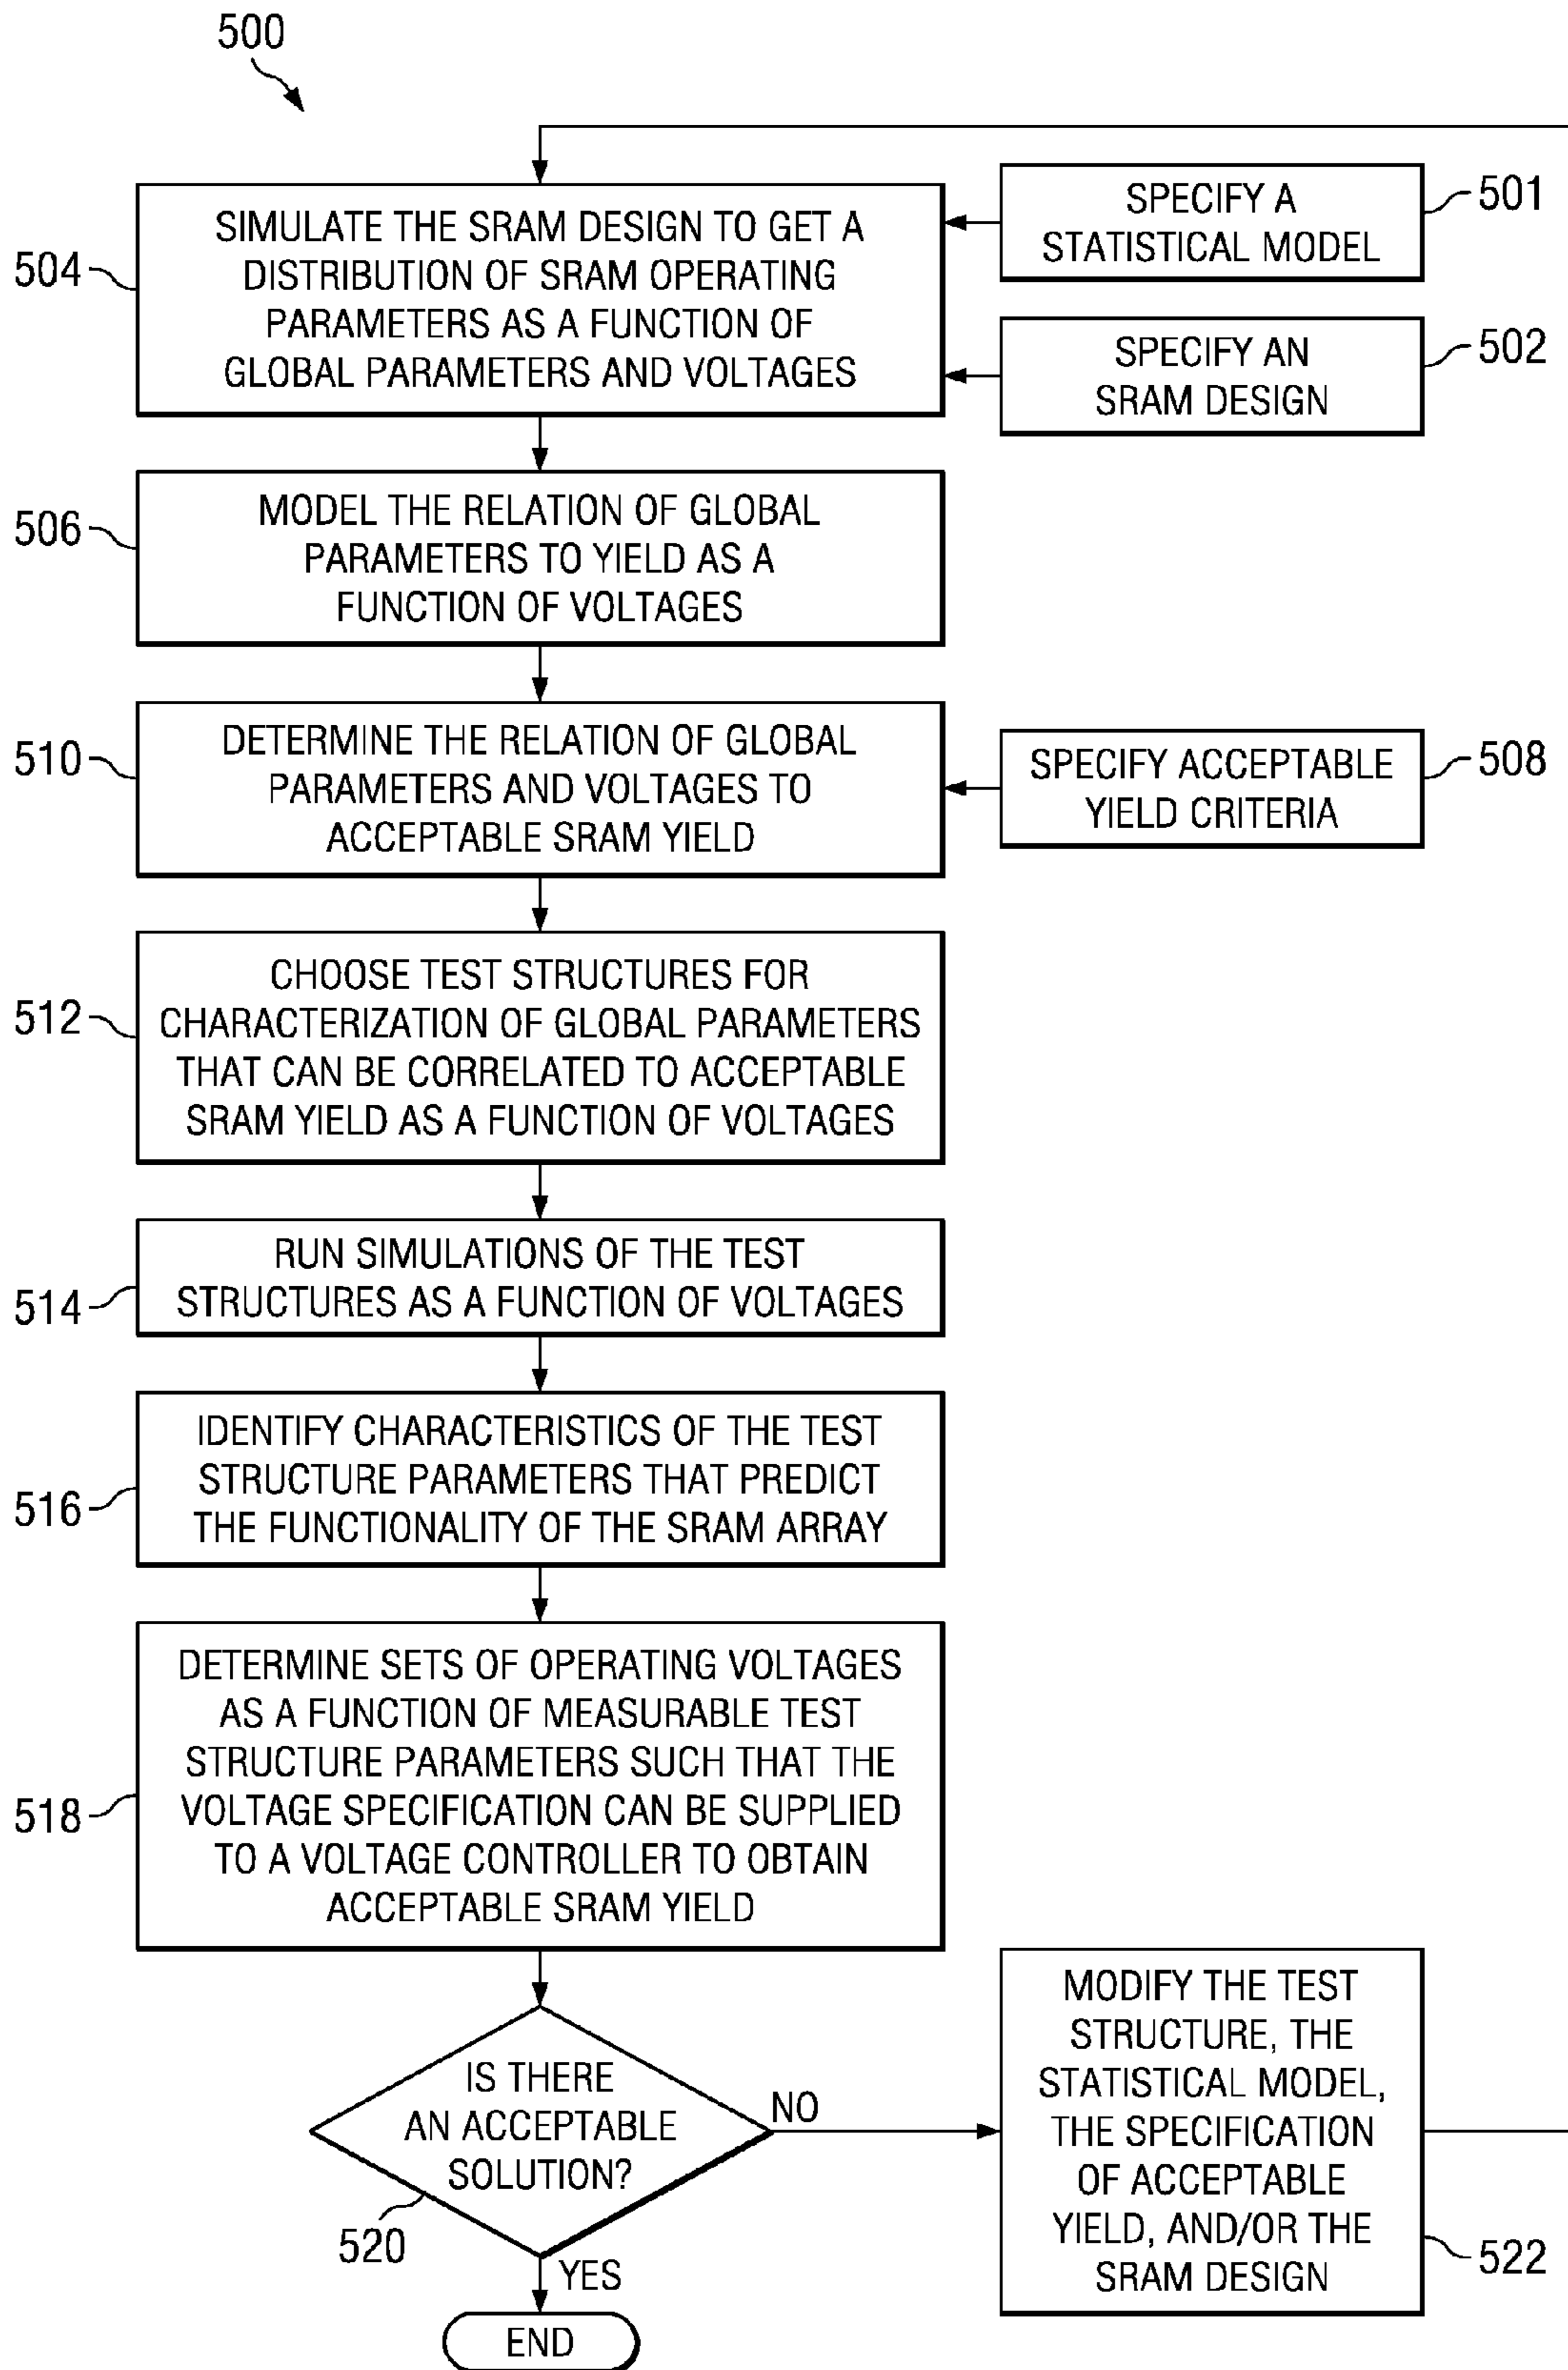 500
SIMULATE THE SRAM DESIGN TO GET A
DISTRIBUTION OF SRAM OPERATING
PARAMETERS AS A FUNCTION OF
GLOBAL PARAMETERS AND VOLTAGES
504
SPECIFY A
STATISTICAL MODEL
501
SPECIFY AN
SRAM DESIGN
502
MODEL THE RELATION OF GLOBAL
PARAMETERS TO YIELD AS A
FUNCTION OF VOLTAGES
506
DETERMINE THE RELATION OF GLOBAL
PARAMETERS AND VOLTAGES TO
ACCEPTABLE SRAM YIELD
510
SPECIFY ACCEPTABLE
YIELD CRITERIA
508
CHOOSE TEST STRUCTURES FOR
CHARACTERIZATION OF GLOBAL PARAMETERS
THAT CAN BE CORRELATED TO ACCEPTABLE
SRAM YIELD AS A FUNCTION OF VOLTAGES
512
RUN SIMULATIONS OF THE TEST
STRUCTURES AS A FUNCTION OF VOLTAGES
514
IDENTIFY CHARACTERISTICS OF THE TEST
STRUCTURE PARAMETERS THAT PREDICT
THE FUNCTIONALITY OF THE SRAM ARRAY
516
DETERMINE SETS OF OPERATING VOLTAGES
AS A FUNCTION OF MEASURABLE TEST
STRUCTURE PARAMETERS SUCH THAT THE
VOLTAGE SPECIFICATION CAN BE SUPPLIED
TO A VOLTAGE CONTROLLER TO OBTAIN
ACCEPTABLE SRAM YIELD
518
IS THERE
AN ACCEPTABLE
SOLUTION?
520
NO
MODIFY THE TEST
STRUCTURE, THE
STATISTICAL MODEL,
THE SPECIFICATION
OF ACCEPTABLE
YIELD, AND/OR THE
SRAM DESIGN
522
YES
END